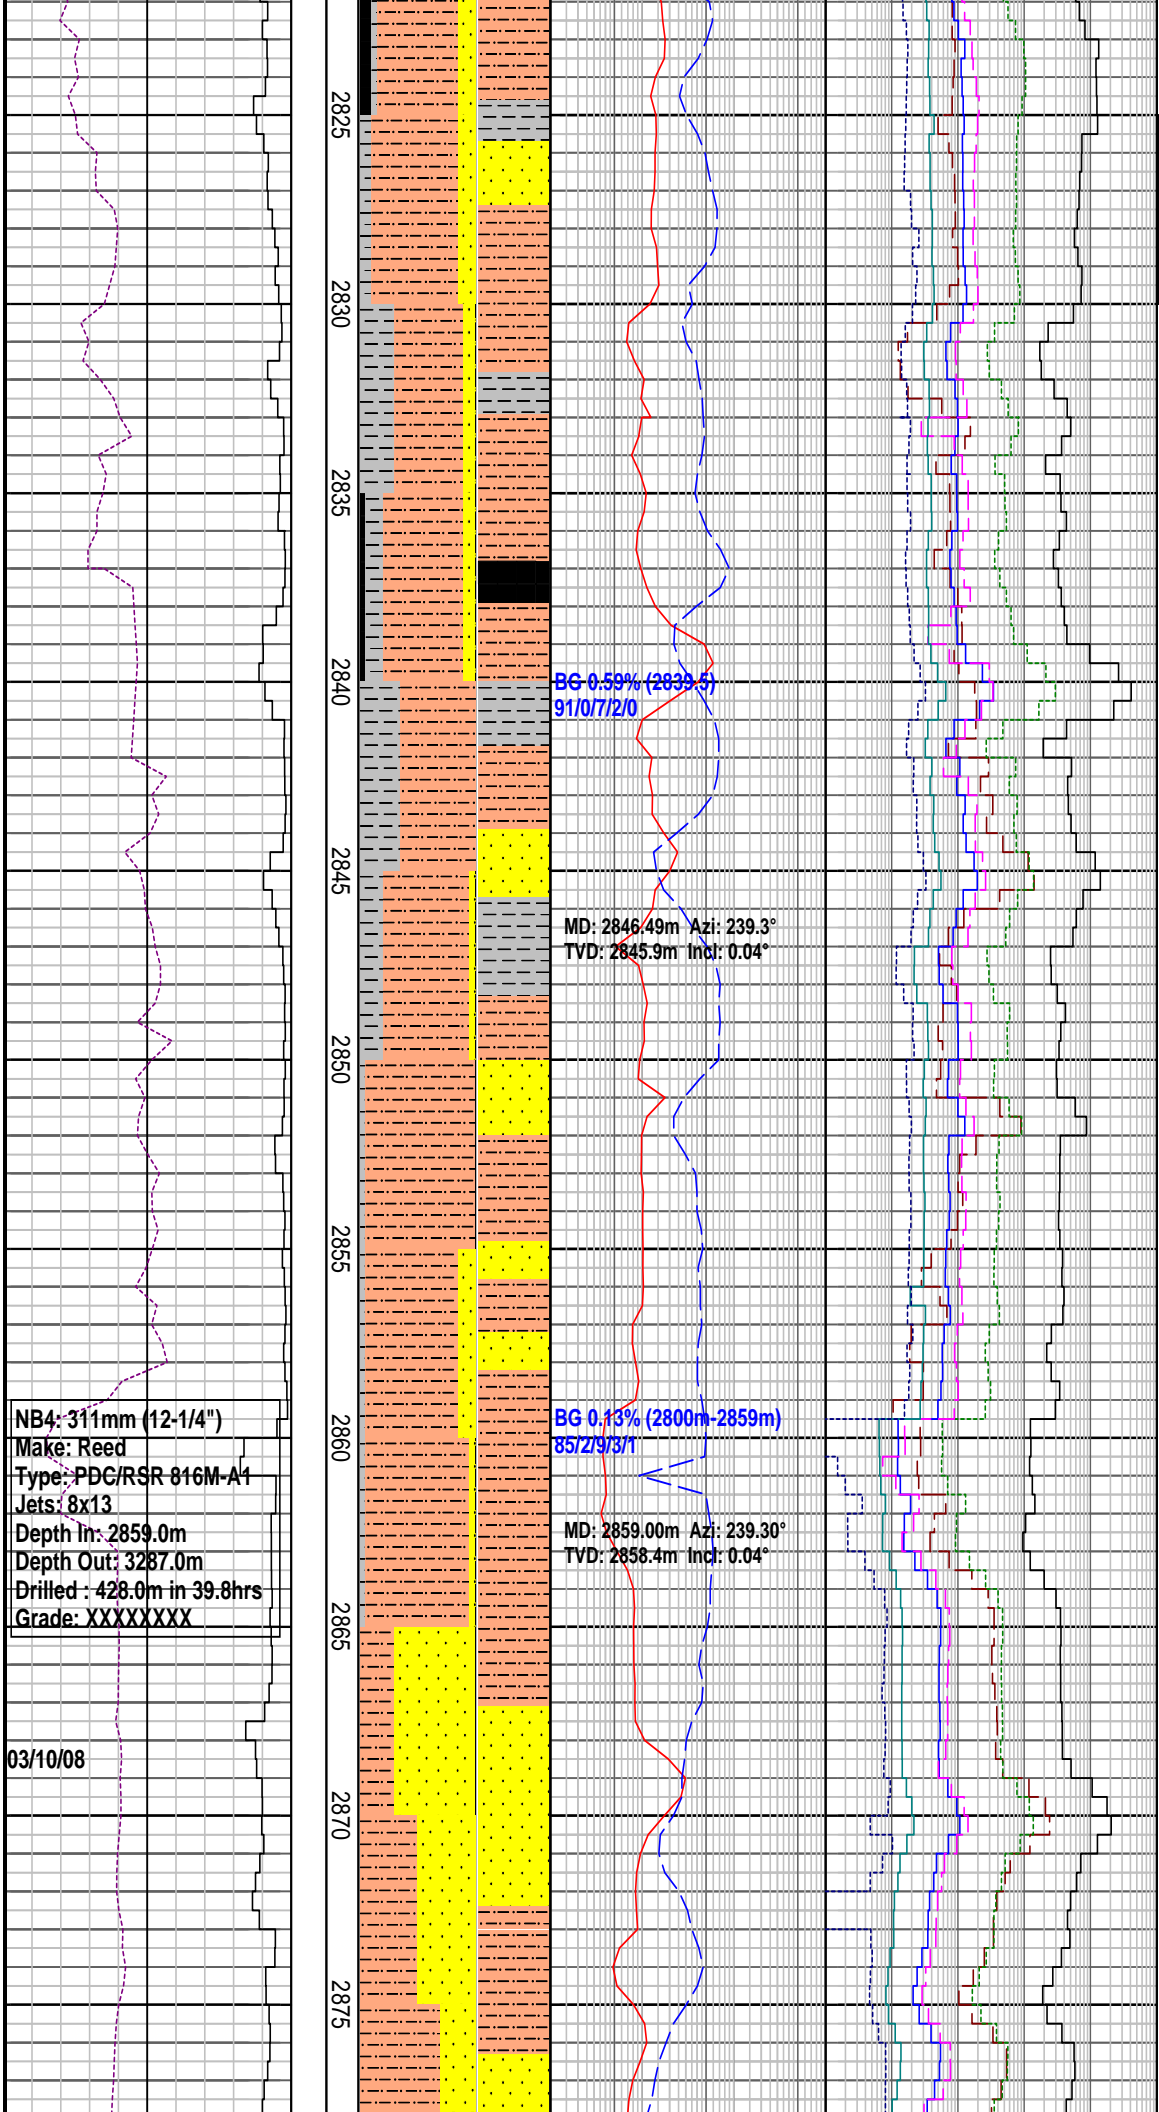 2825
2830
2835
2840
BG 0.59% (2839.5)
91/0/7/2/0
2845
MD: 2846.49m Azi: 239.3°
TVD: 2845.9m Incl: 0.04°
2850
2855
NB4: 311mm (12-1/4")
Make: Reed
Type: PDC/RSR 816M-A1
Jets: 8x13
Depth In: 2859.0m
Depth Out: 3287.0m
Drilled : 428.0m in 39.8hrs
Grade: XXXXXXXX
2860
BG 0.13% (2800m-2859m)
85/2/9/3/1
MD: 2859.00m Azi: 239.30°
TVD: 2858.4m Incl: 0.04°
2865
03/10/08
2870
2875